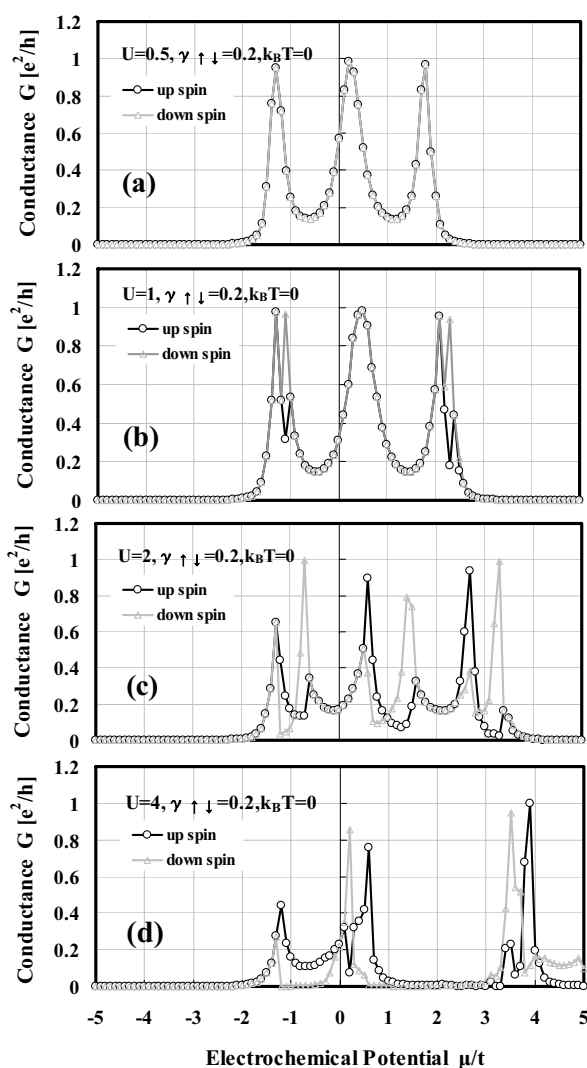 1.2
1
0.8
0.6
0.4
0.2
0
Conductance G [e²/h]
U=0.5, γ ↑↓=0.2,k_BT=0
up spin
down spin
(a)
1.2
1
0.8
0.6
0.4
0.2
0
Conductance G [e²/h]
U=1, γ ↑↓=0.2,k_BT=0
up spin
down spin
(b)
1.2
1
0.8
0.6
0.4
0.2
0
Conductance G [e²/h]
U=2, γ ↑↓=0.2,k_BT=0
up spin
down spin
(c)
1.2
1
0.8
0.6
0.4
0.2
0
Conductance G [e²/h]
U=4, γ ↑↓=0.2,k_BT=0
up spin
down spin
(d)
-5 -4 -3 -2 -1 0 1 2 3 4 5
Electrochemical Potential μ/t